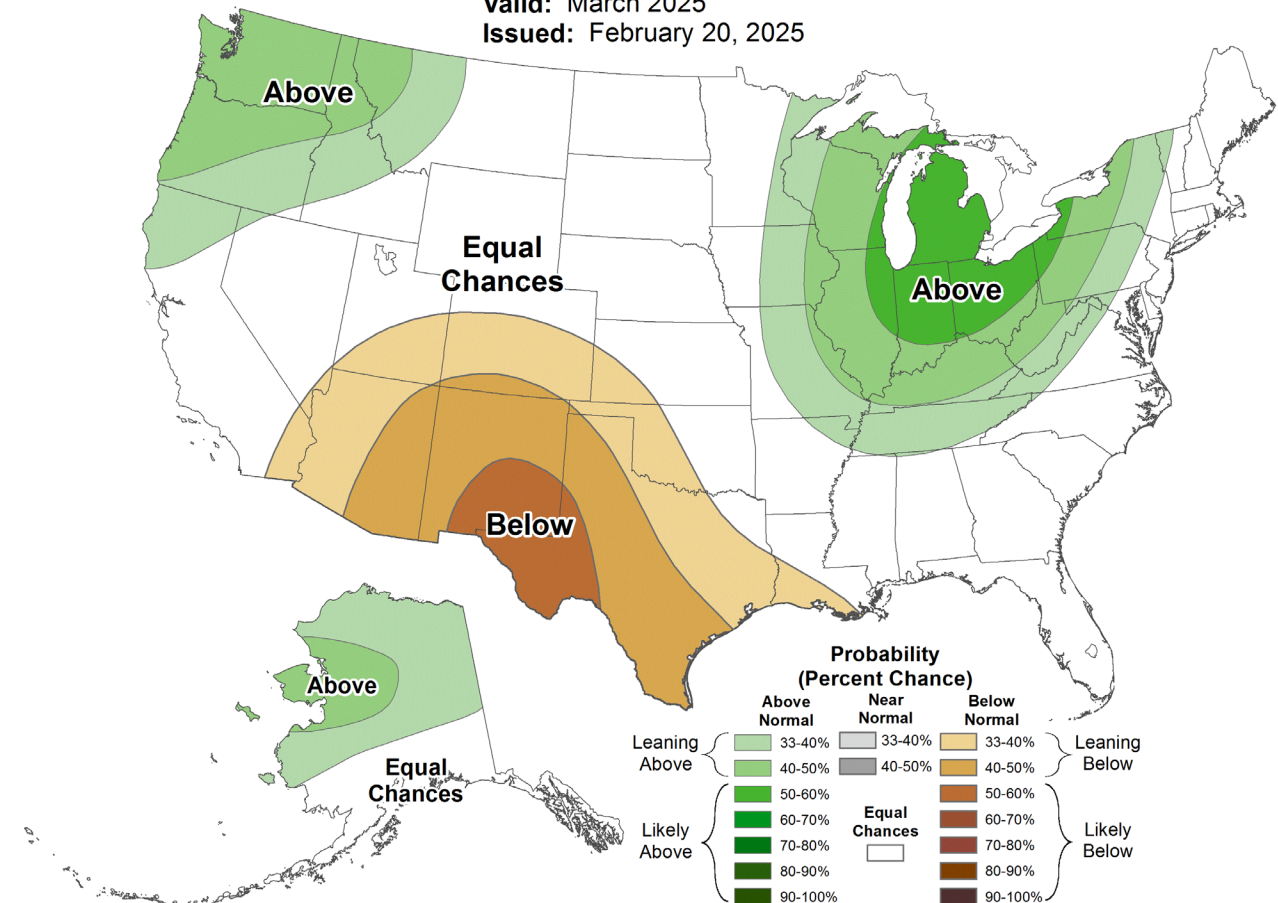 Valid: March 2025
Issued: February 20, 2025
Above
Equal
Chances
Above
Below
Above
Equal
Chances
Probability
(Percent Chance)
Above
Normal
Near
Normal
Below
Normal
Leaning
Above
33-40%
40-50%
33-40%
40-50%
33-40%
40-50%
Leaning
Below
Likely
Above
50-60%
60-70%
70-80%
80-90%
90-100%
Equal
Chances
50-60%
60-70%
70-80%
80-90%
90-100%
Likely
Below